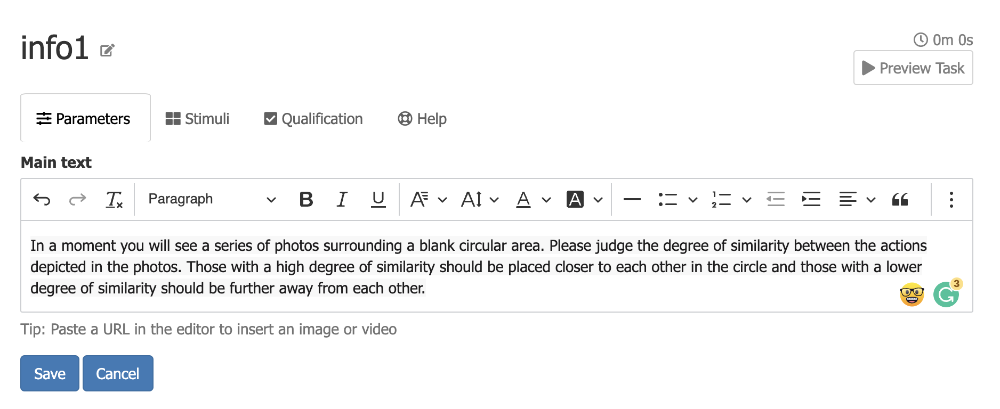 info1
0m 0s
Preview Task
Parameters Stimuli Qualification Help
Main text
Paragraph B I U A A A A
In a moment you will see a series of photos surrounding a blank circular area. Please judge the degree of similarity between the actions
depicted in the photos. Those with a high degree of similarity should be placed closer to each other in the circle and those with a lower
degree of similarity should be further away from each other.
3
Tip: Paste a URL in the editor to insert an image or video
Save Cancel